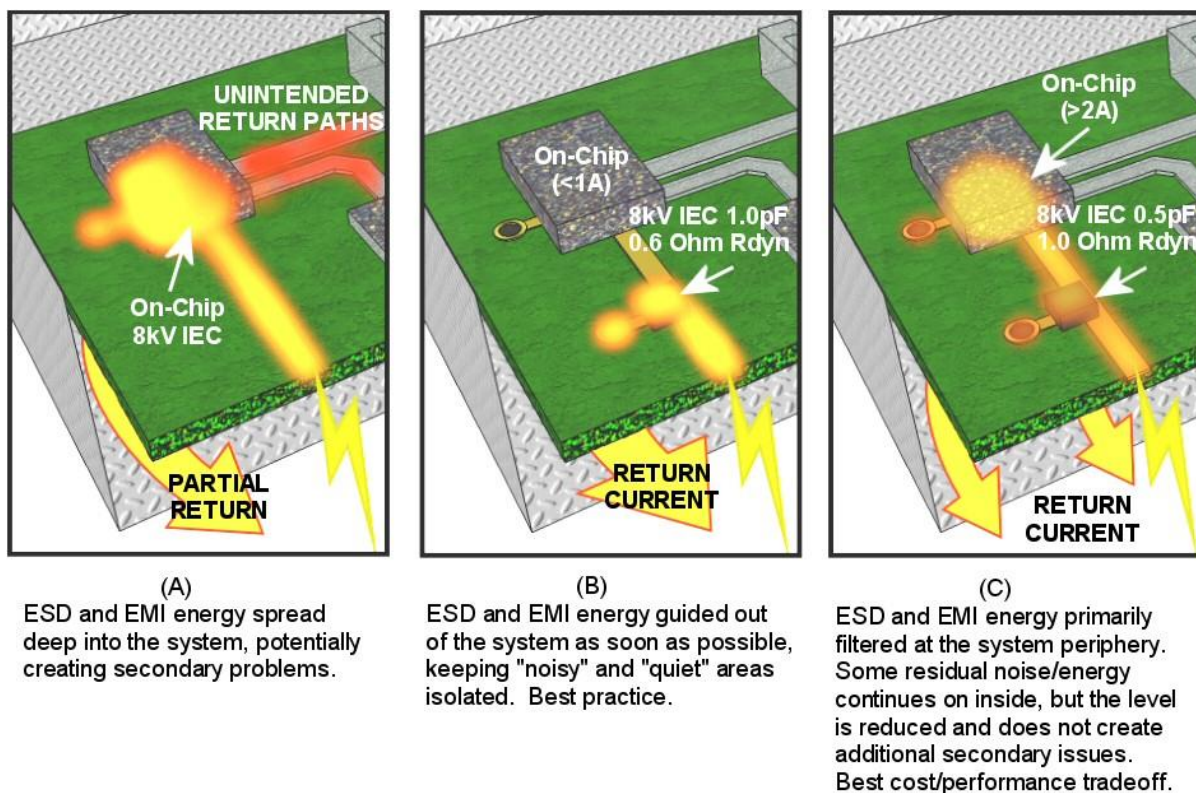 UNINTENDED
RETURN PATHS
On-Chip
8kV IEC
PARTIAL
RETURN
(A)
ESD and EMI energy spread
deep into the system, potentially
creating secondary problems.
On-Chip
(<1A)
8kV IEC 1.0pF
0.6 Ohm Rdyn
RETURN
CURRENT
(B)
ESD and EMI energy guided out
of the system as soon as possible,
keeping "noisy" and "quiet" areas
isolated.  Best practice.
On-Chip
(>2A)
8kV IEC 0.5pF
1.0 Ohm Rdyn
RETURN
CURRENT
(C)
ESD and EMI energy primarily
filtered at the system periphery.
Some residual noise/energy
continues on inside, but the level
is reduced and does not create
additional secondary issues.
Best cost/performance tradeoff.